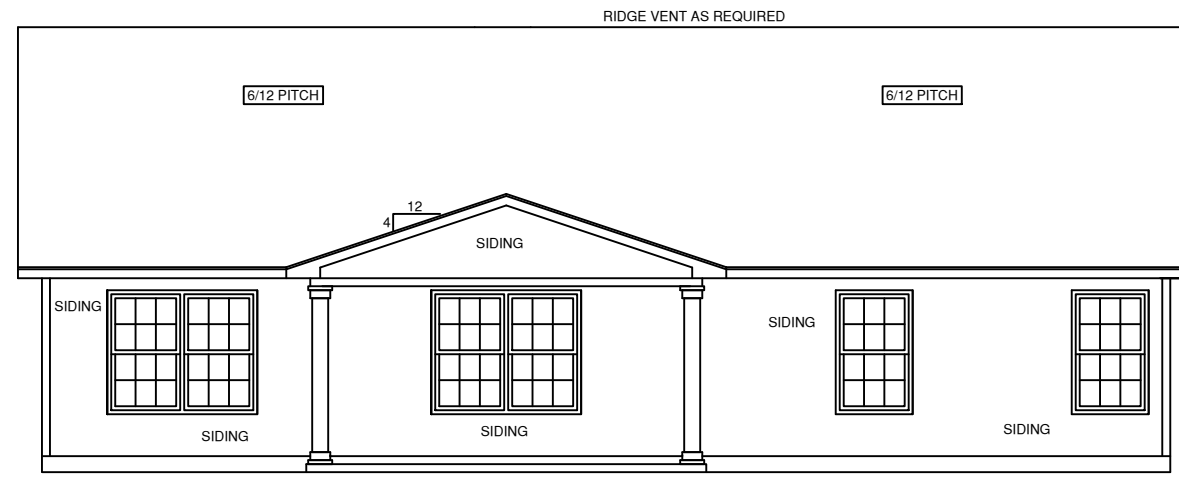 RIDGE VENT AS REQUIRED
6/12 PITCH
6/12 PITCH
12
4
SIDING
SIDING
SIDING
SIDING
SIDING
SIDING